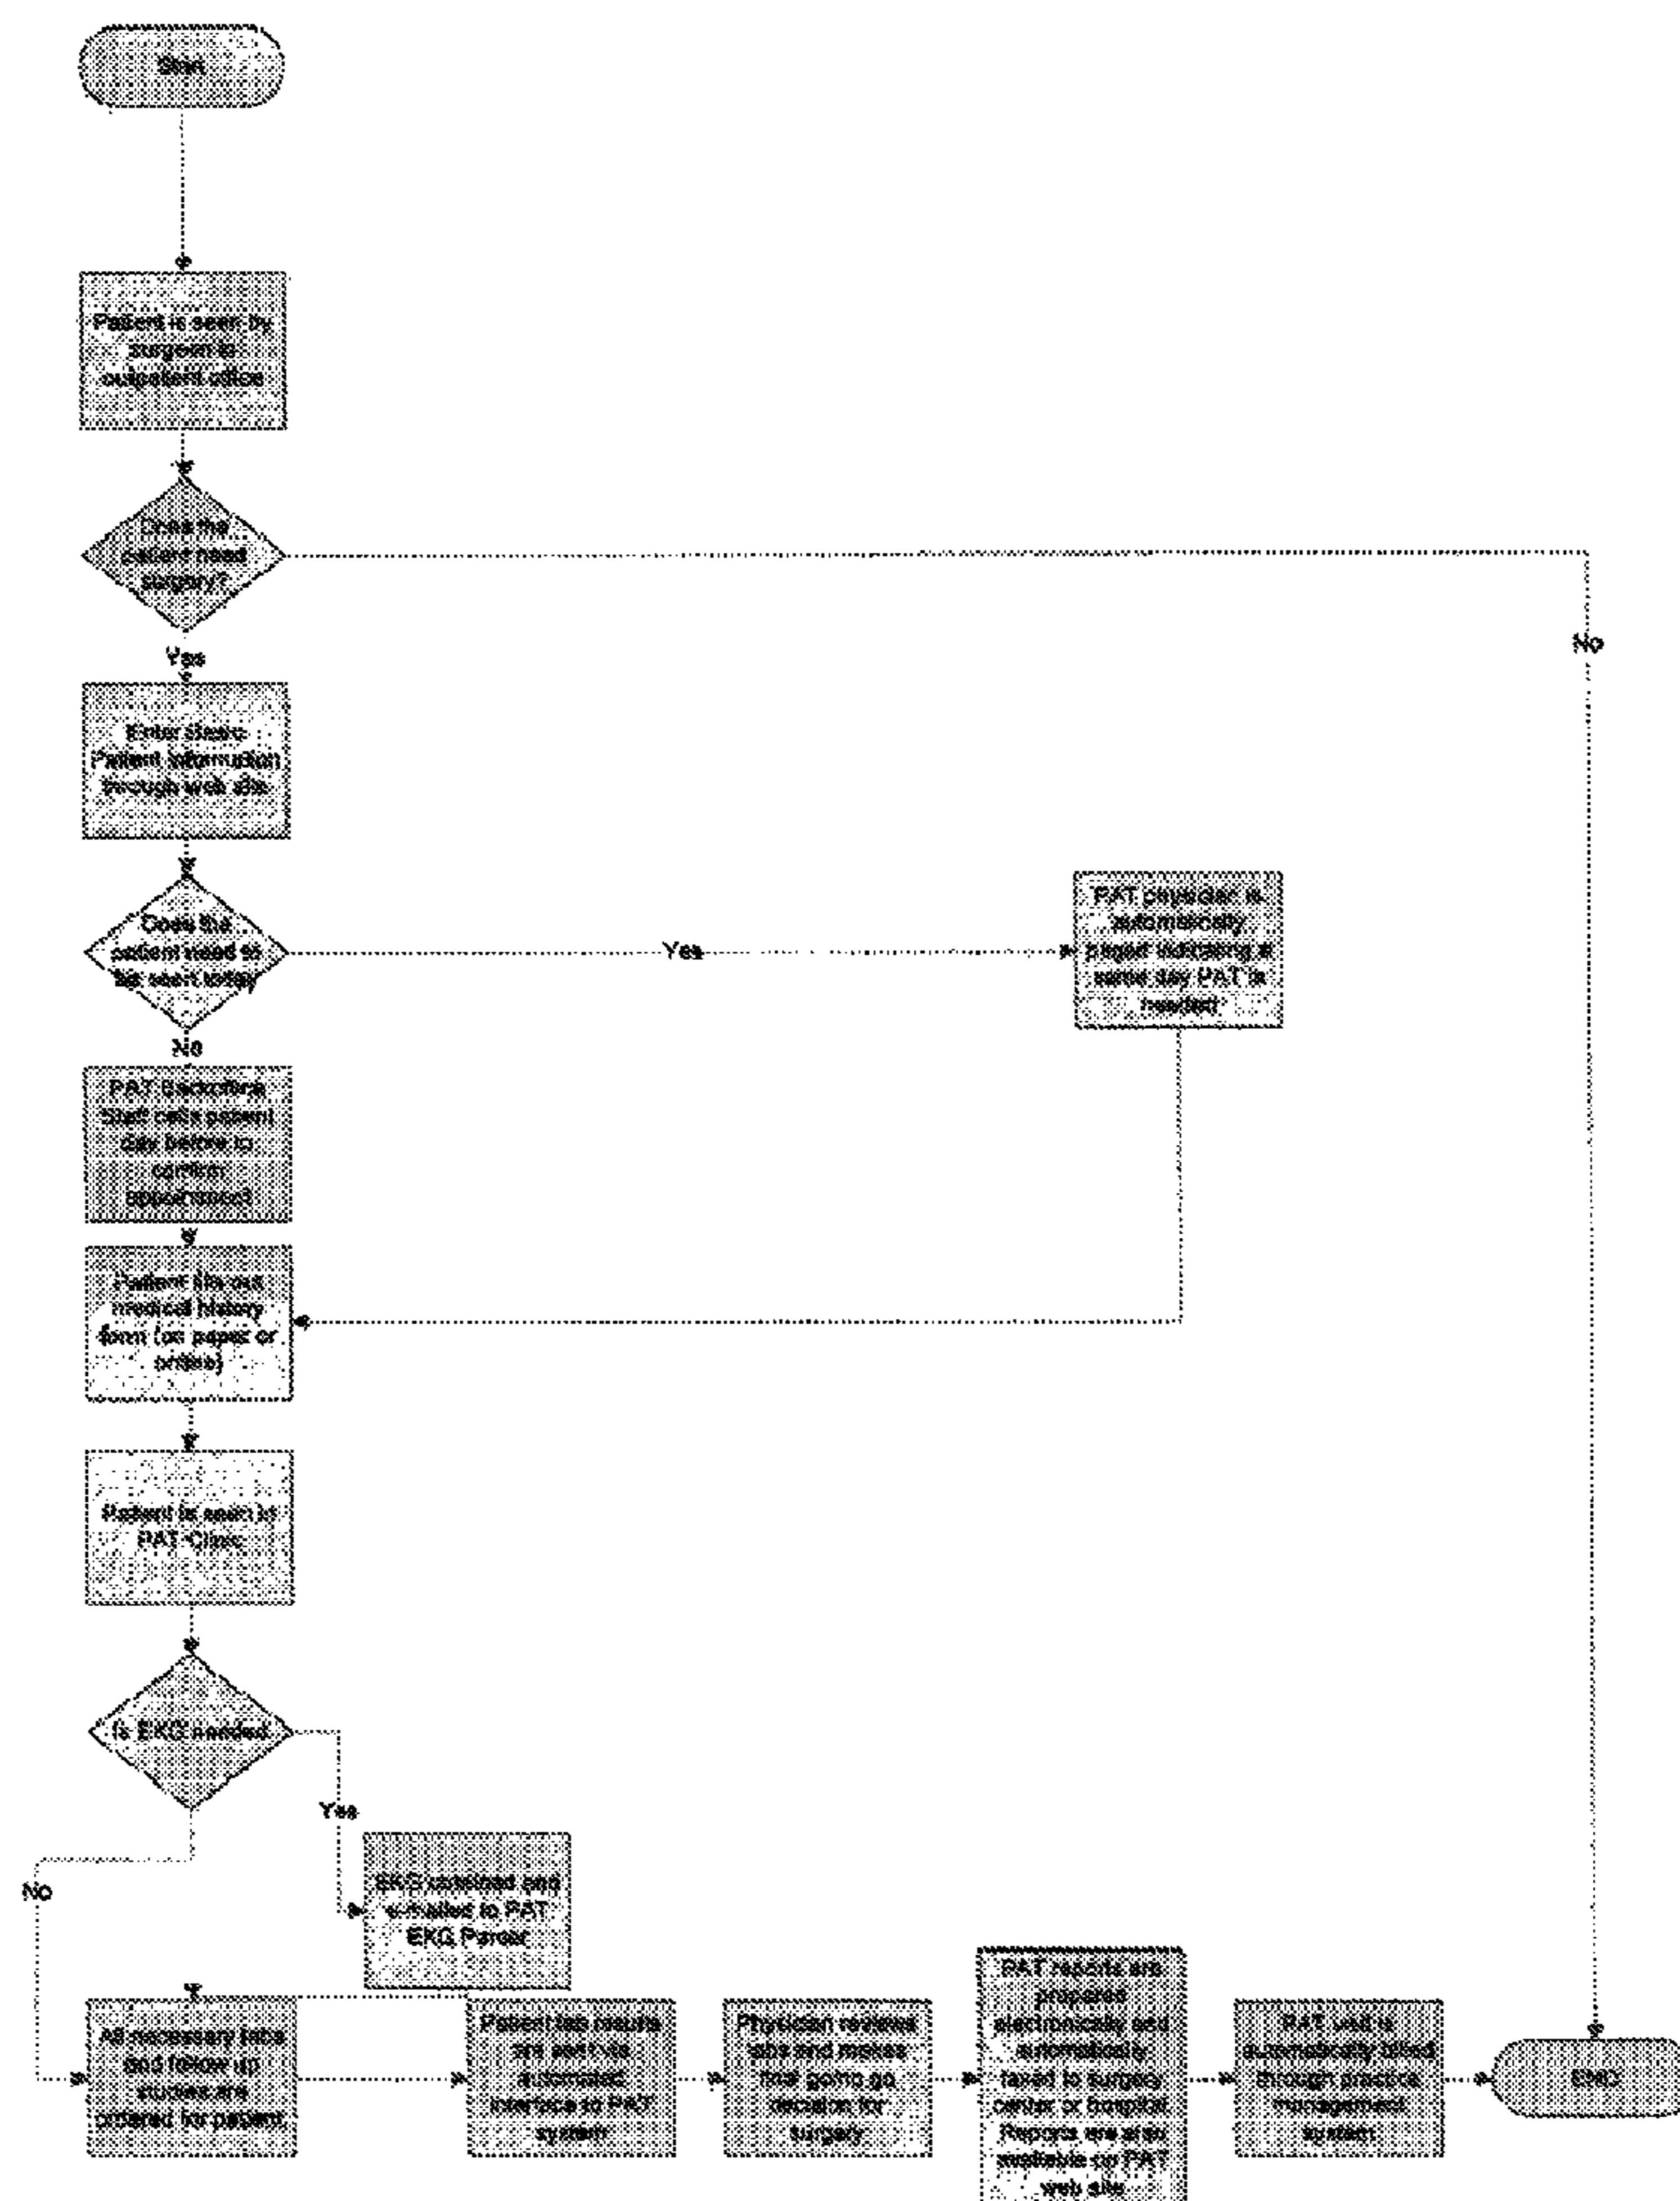 Start
Patient is seen by
surgeon in
outpatient office
Does the
patient need
surgery?
No
Yes
Enter Basic
Patient information
through web site
Does the
patient need to
be seen today
Yes
PAT physician is
automatically
paged indicating a
same day PAT is
needed
No
PAT Backoffice
Staff calls patient
day before to
confirm
appointment
Patient fills out
medical history
form (on paper or
online)
Patient is seen in
PAT Clinic
Is EKG needed
Yes
No
EKG obtained and
e-mailed to PAT
EKG Parser
All necessary labs
and follow up
studies are
ordered for patient
Patient lab results
are sent via
automated
interface to PAT
system
Physician reviews
labs and makes
final go/no go
decision for
surgery
PAT reports are
prepared
electronically and
automatically
faxed to surgery
center or hospital.
Reports are also
available on PAT
web site
PAT visit is
automatically billed
through practice
management
system
END